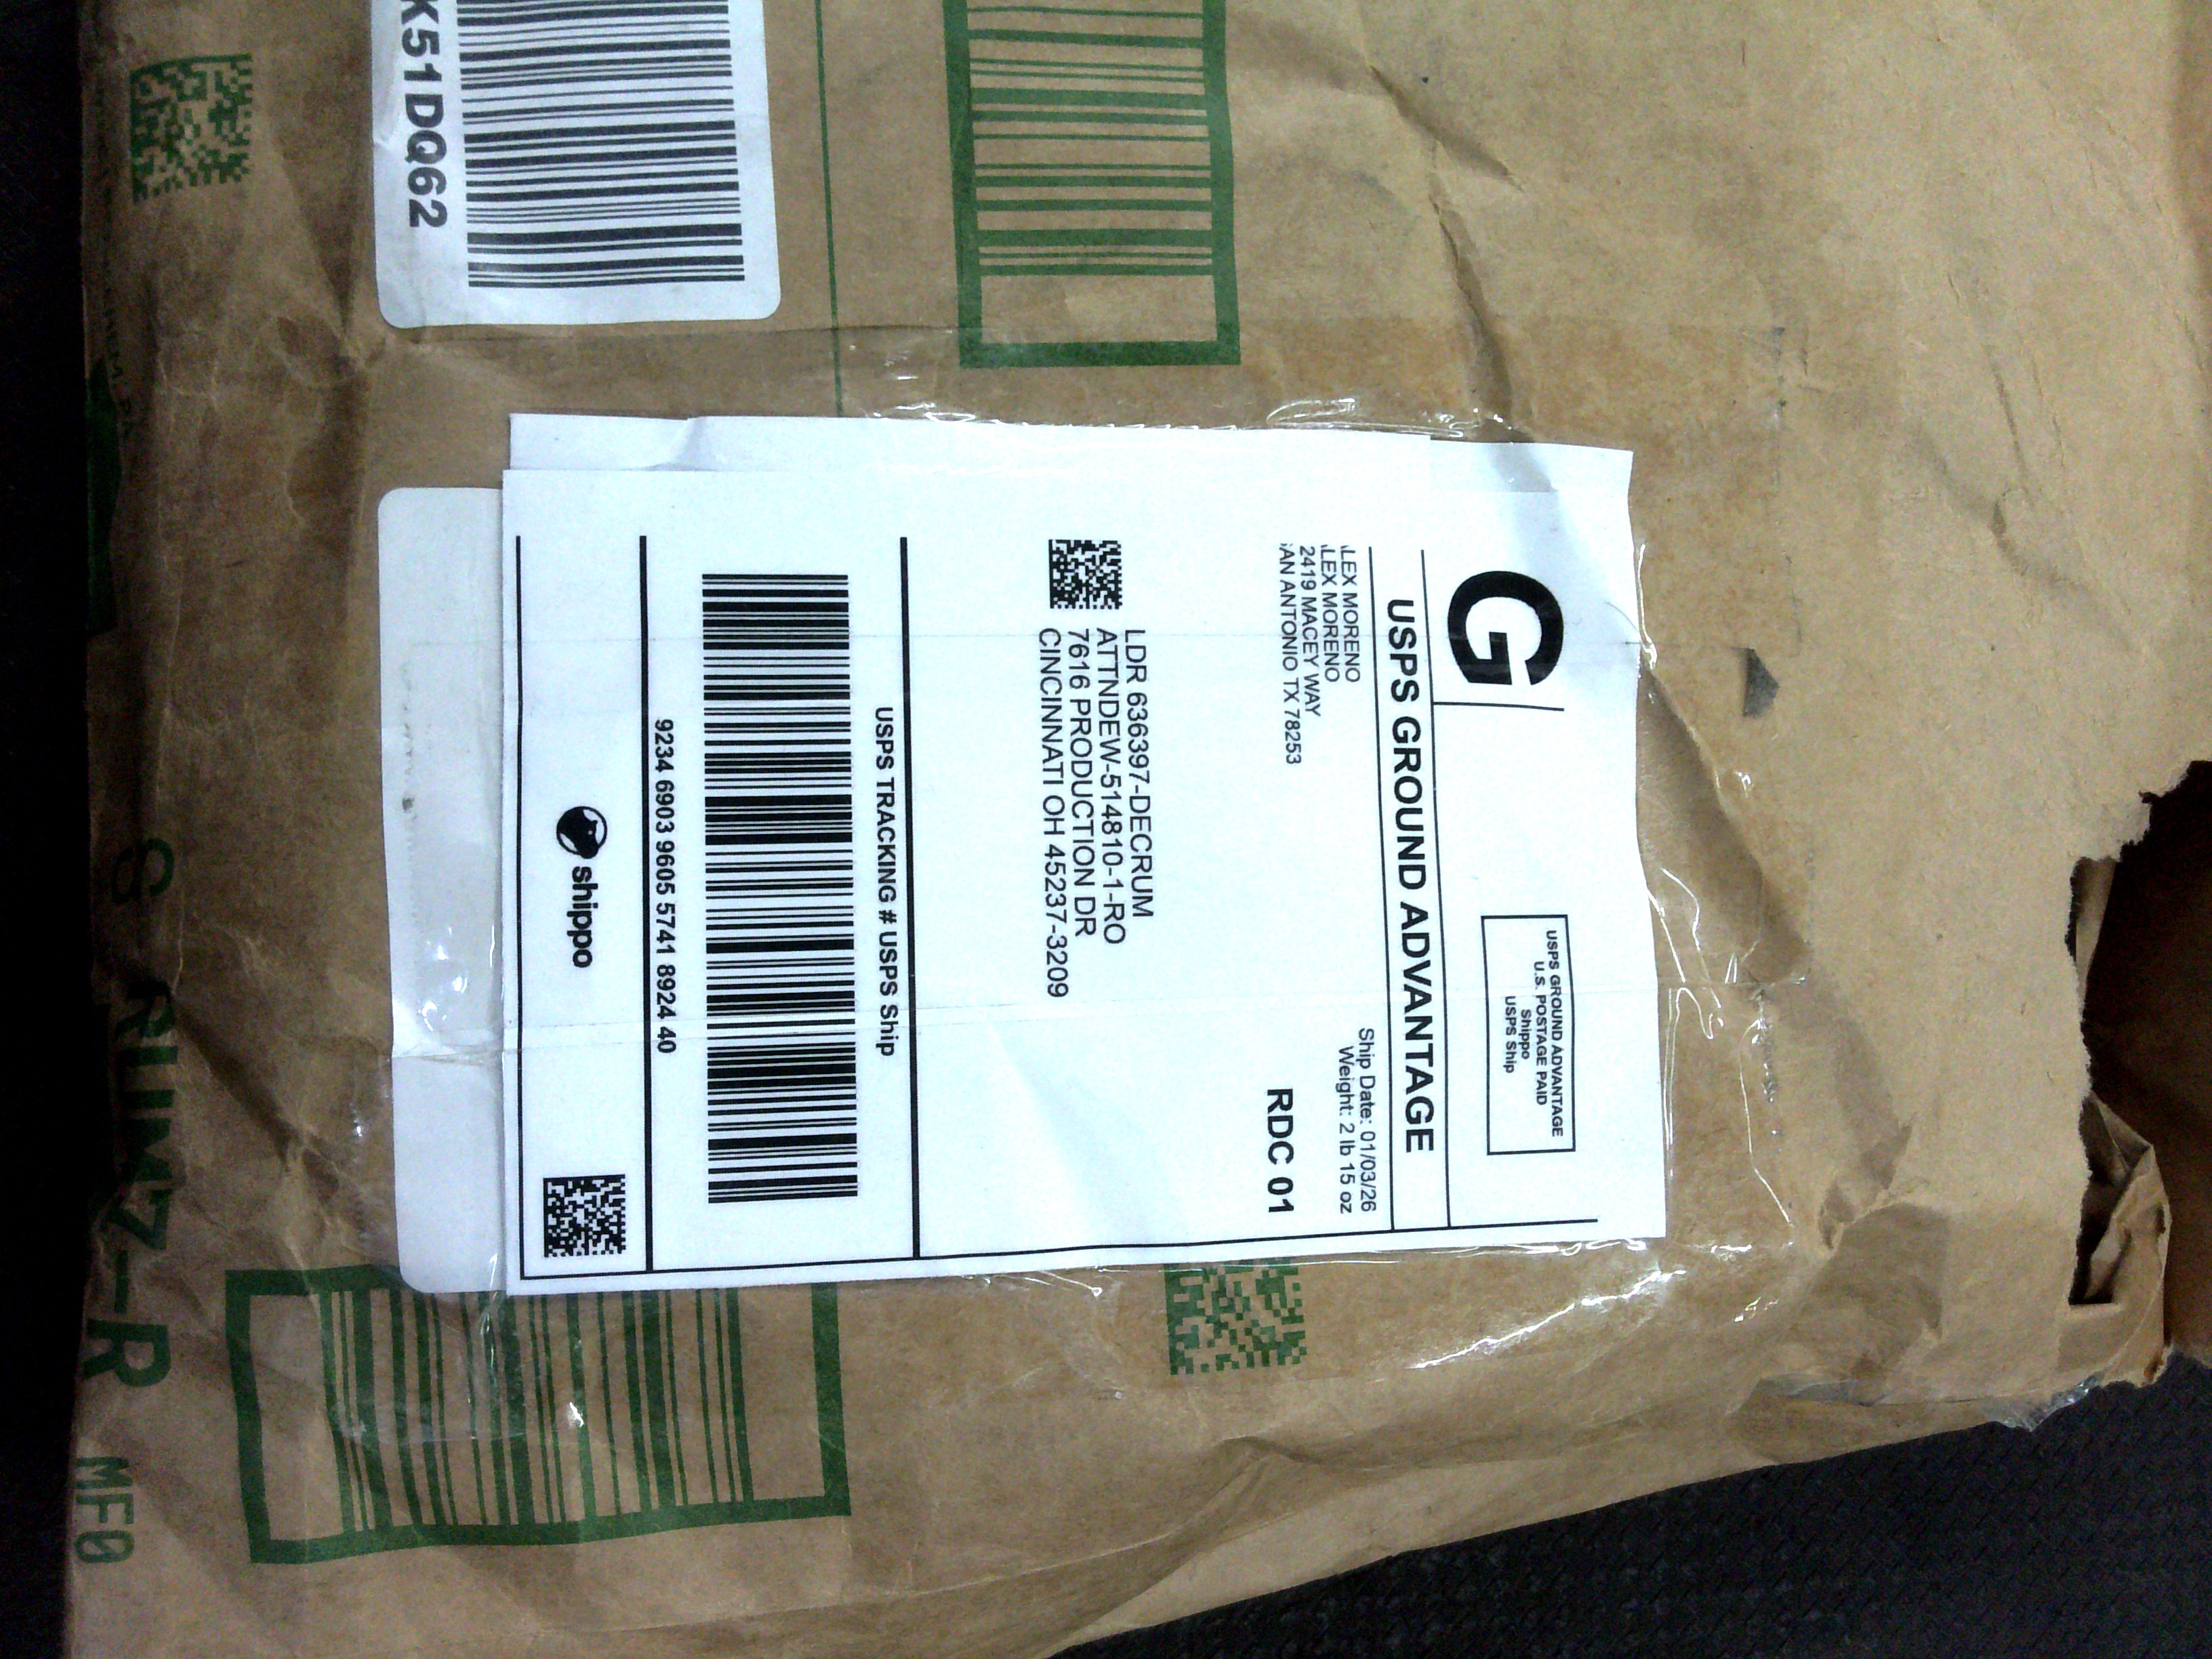 K51DQ62
G
USPS GROUND ADVANTAGE
U.S. POSTAGE PAID
Shippo
USPS Ship
USPS GROUND ADVANTAGE
LEX MORENO
LEX MORENO
2419 MACEY WAY
AN ANTONIO TX 78253
Ship Date: 01/03/26
Weight: 2 lb 15 oz
RDC 01
LDR 636397-DECRUM
ATTNDEW-514810-1-RO
7616 PRODUCTION DR
CINCINNATI OH 45237-3209
USPS TRACKING # USPS Ship
9234 6903 9605 5741 8924 40
shippo
MF0